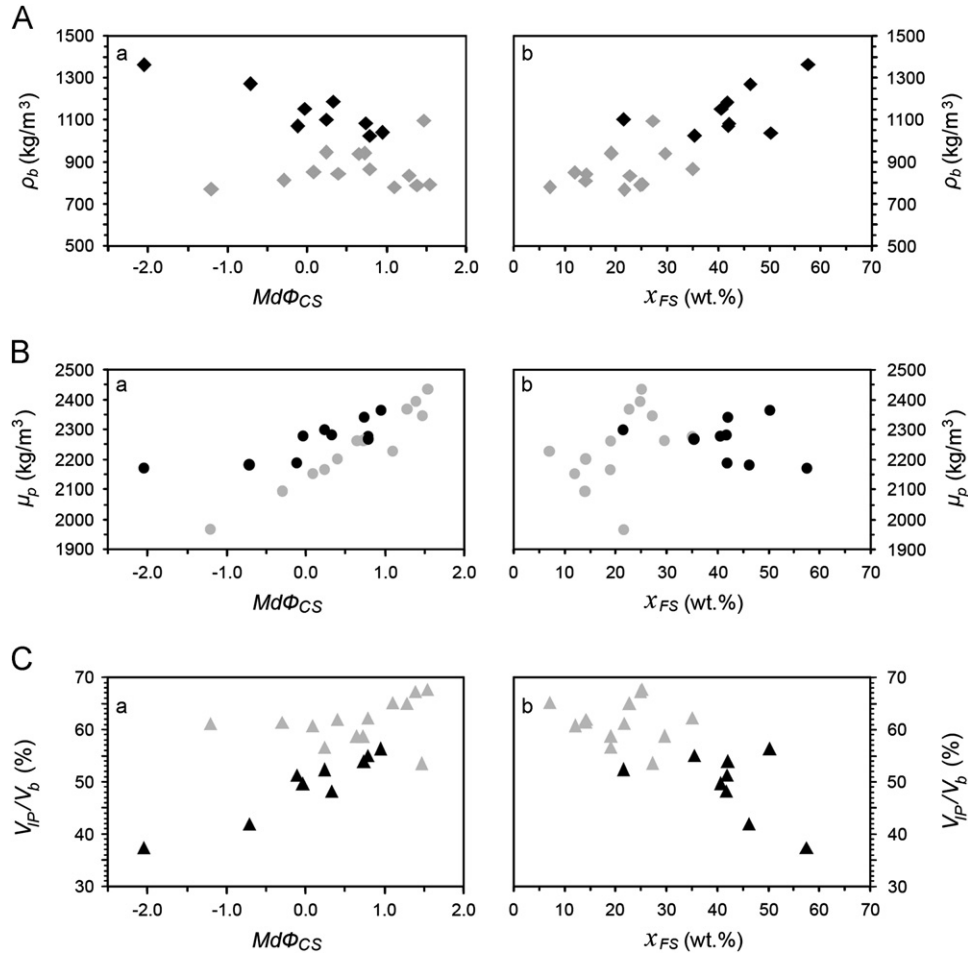 A
a
1500
1300
1100
900
700
500
ρb (kg/m³)
-2.0 -1.0 0.0 1.0 2.0
MdΦCS
b
1500
1300
1100
900
700
500
ρb (kg/m³)
0 10 20 30 40 50 60 70
xFS (wt.%)
B
a
2500
2400
2300
2200
2100
2000
1900
μp (kg/m³)
-2.0 -1.0 0.0 1.0 2.0
MdΦCS
b
2500
2400
2300
2200
2100
2000
1900
μp (kg/m³)
0 10 20 30 40 50 60 70
xFS (wt.%)
C
a
70
60
50
40
30
VIP/Vb (%)
-2.0 -1.0 0.0 1.0 2.0
MdΦCS
b
70
60
50
40
30
VIP/Vb (%)
0 10 20 30 40 50 60 70
xFS (wt.%)